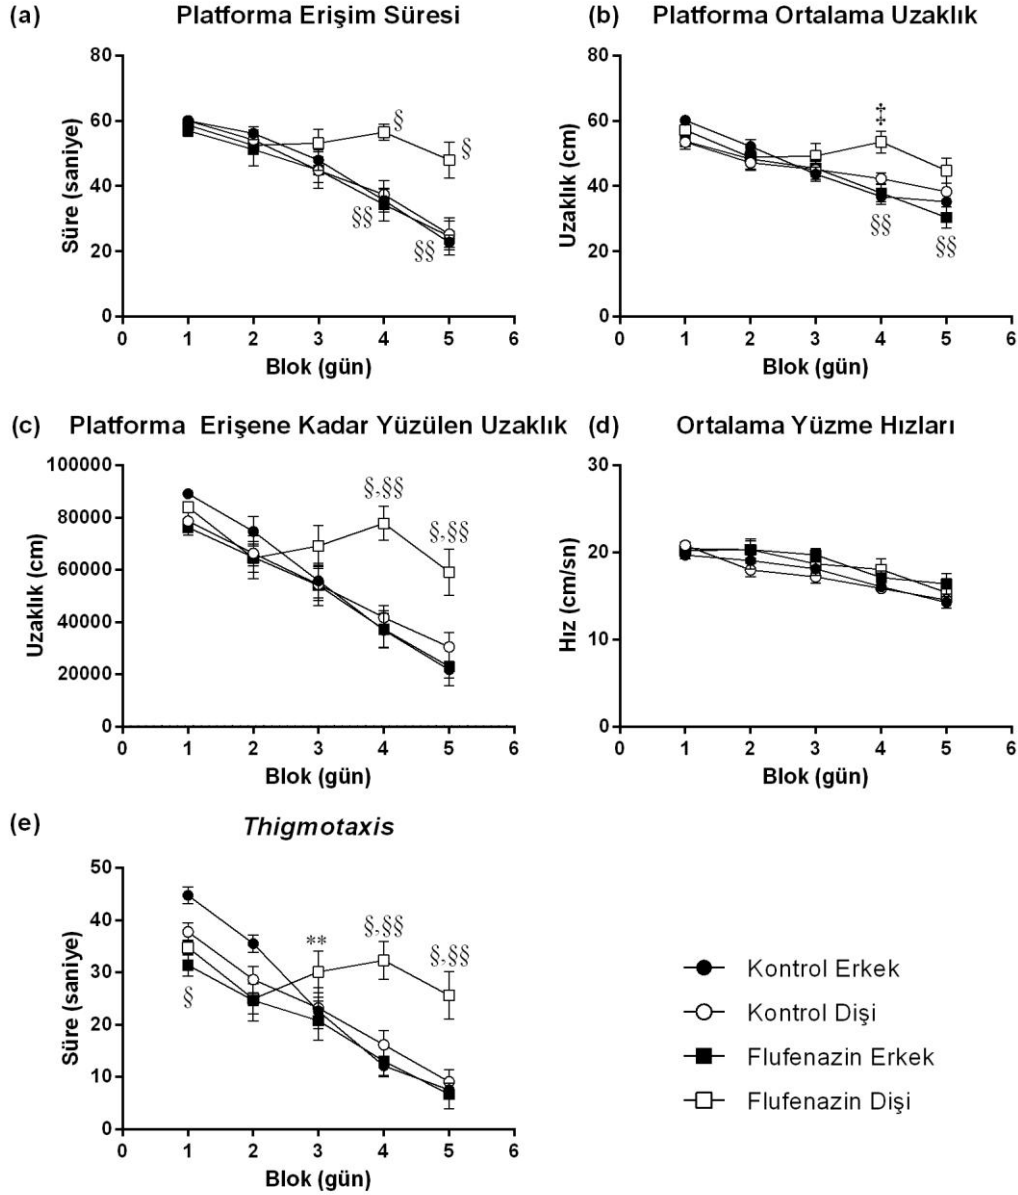 (a) Platforma Erişim Süresi
80
60
40
20
0
Süre (saniye)
§
§
§§
§§
0 1 2 3 4 5 6
Blok (gün)
(b) Platforma Ortalama Uzaklık
80
60
40
20
0
Uzaklık (cm)
‡
§§
§§
0 1 2 3 4 5 6
Blok (gün)
(c) Platforma Erişene Kadar Yüzülen Uzaklık
100000
80000
60000
40000
20000
0
Uzaklık (cm)
§,§§
§,§§
0 1 2 3 4 5 6
Blok (gün)
(d) Ortalama Yüzme Hızları
30
20
10
0
Hız (cm/sn)
0 1 2 3 4 5 6
Blok (gün)
(e) Thigmotaxis
50
40
30
20
10
0
Süre (saniye)
§
**
§,§§
§,§§
0 1 2 3 4 5 6
Blok (gün)
Kontrol Erkek
Kontrol Dişi
Flufenazin Erkek
Flufenazin Dişi